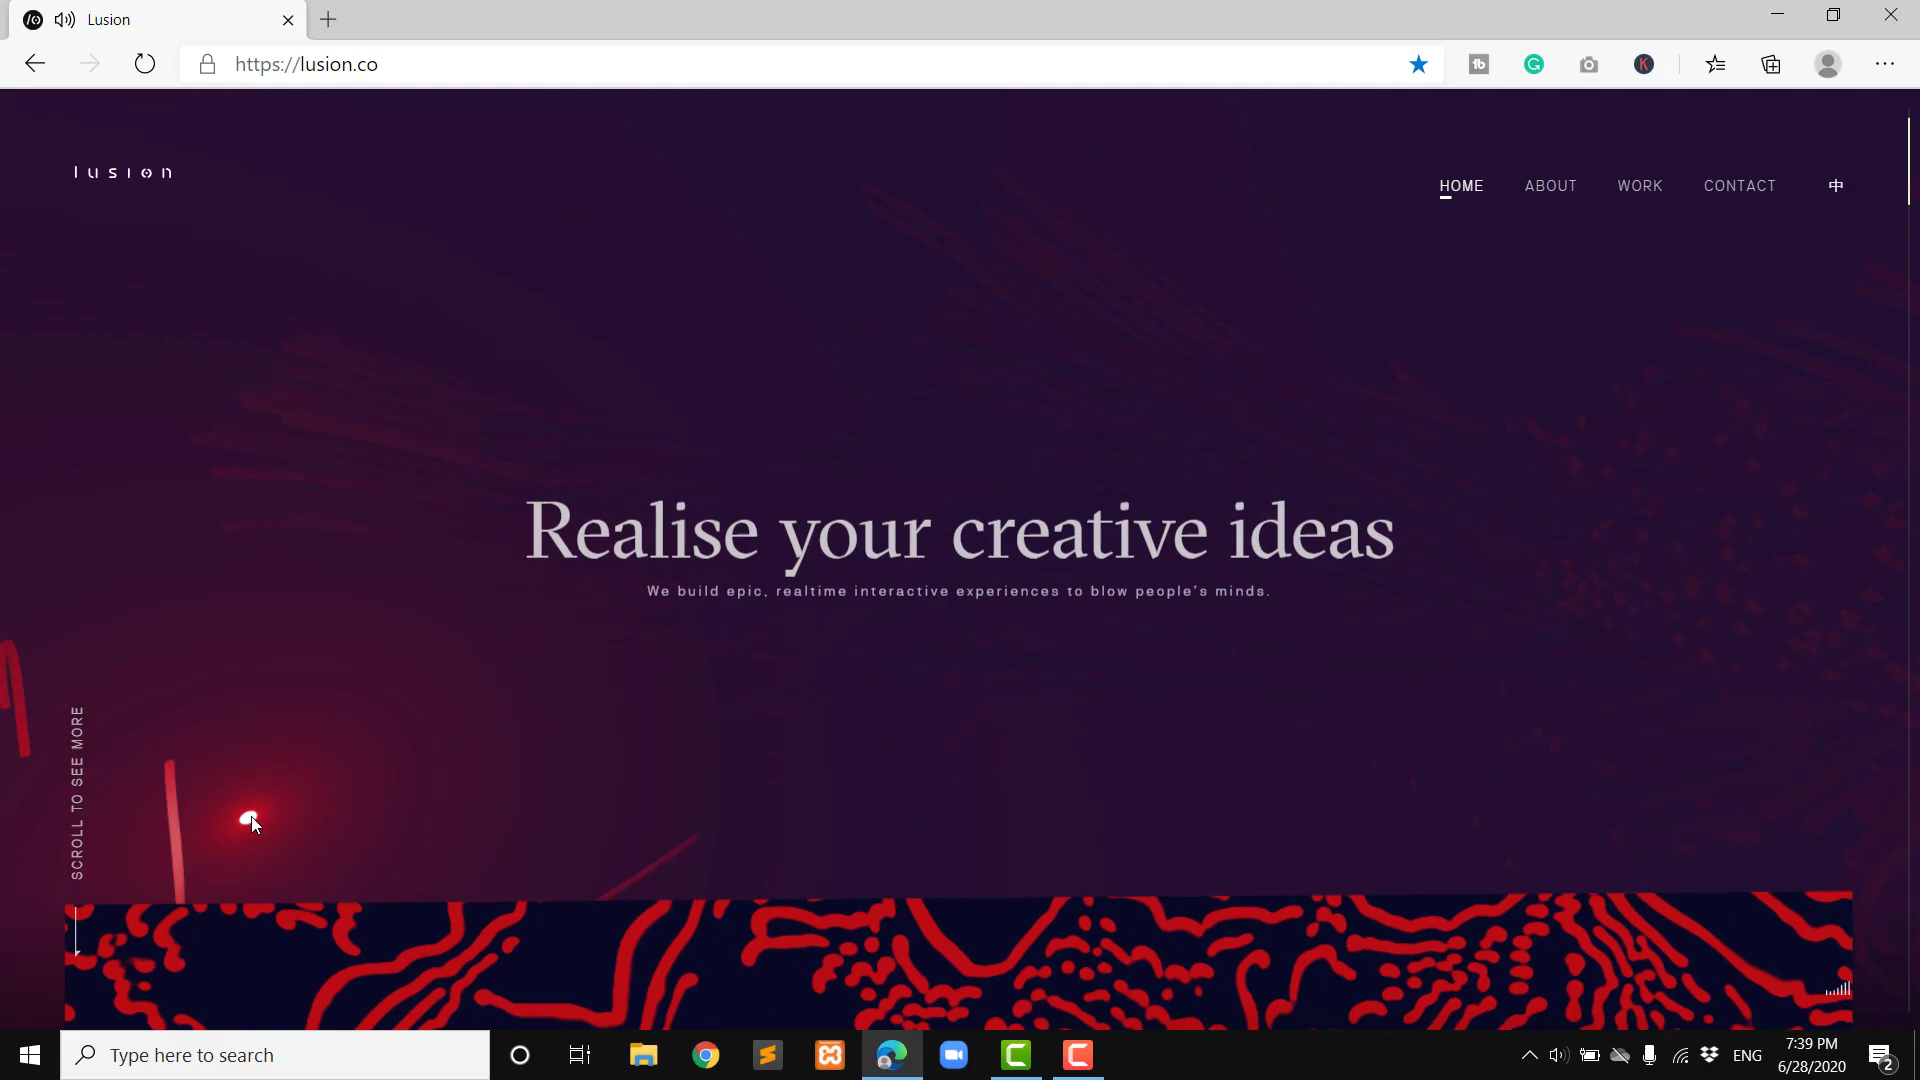 Lusion
https://lusion.co
lusion
HOME
ABOUT
WORK
CONTACT
中
Realise your creative ideas
We build epic, realtime interactive experiences to blow people's minds.
SCROLL TO SEE MORE
Type here to search
ENG
7:39 PM
6/28/2020
2